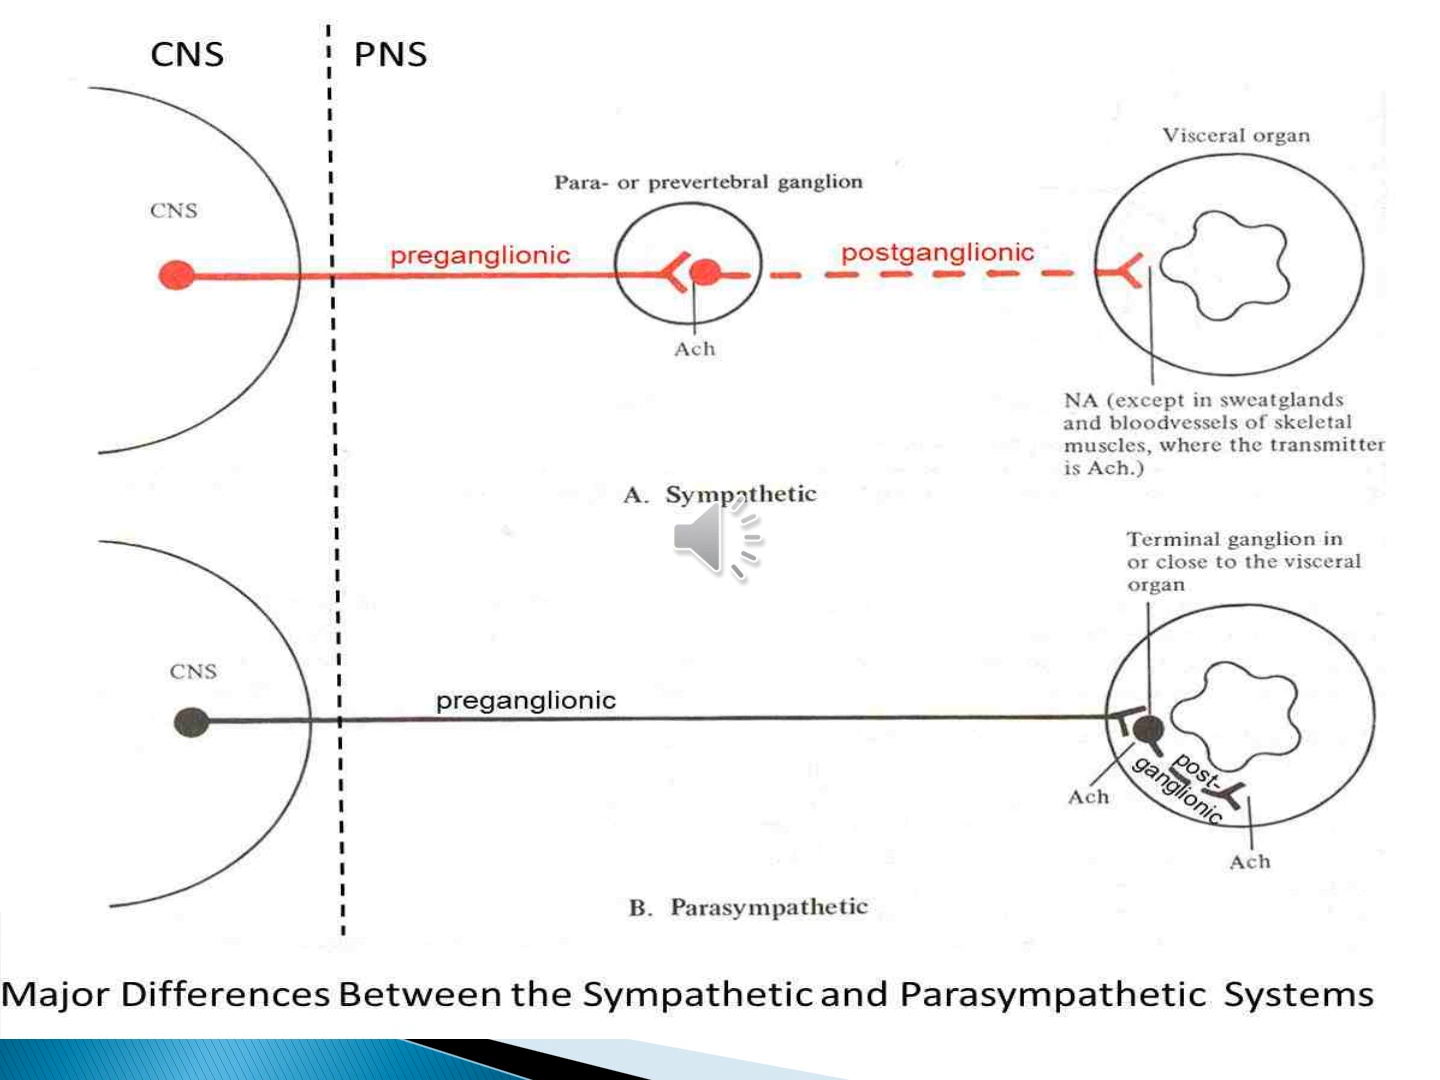 CNS
PNS
Visceral organ
Para- or prevertebral ganglion
CNS
preganglionic
postganglionic
Ach
NA (except in sweatglands
and bloodvessels of skeletal
muscles, where the transmitter
is Ach.)
A. Sympathetic
Terminal ganglion in
or close to the visceral
organ
CNS
preganglionic
post-
ganglionic
Ach
Ach
B. Parasympathetic
Major Differences Between the Sympathetic and Parasympathetic Systems